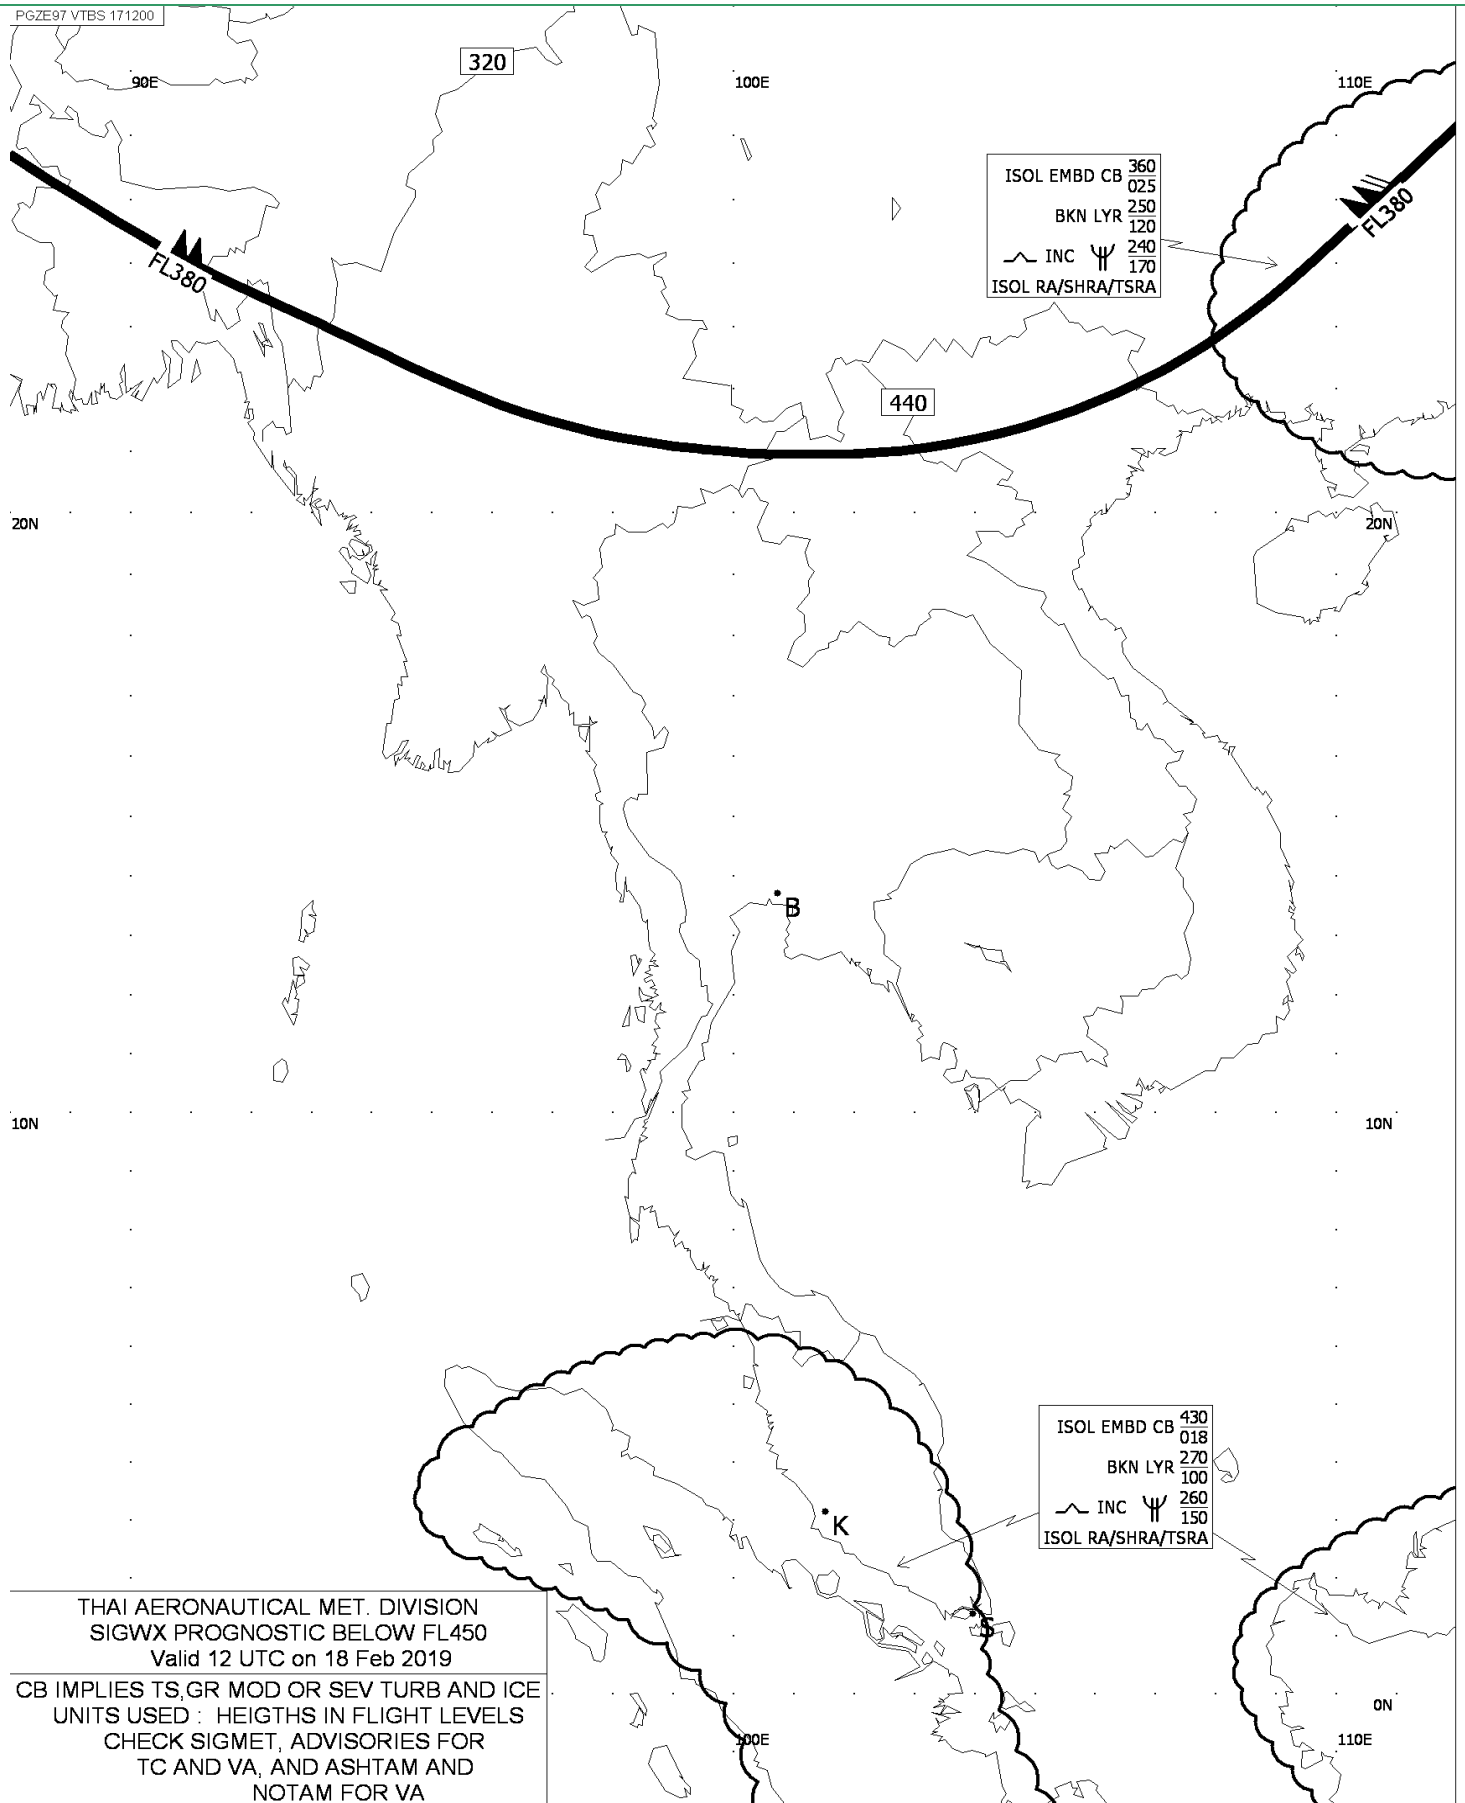 PGZE97 VTBS 171200
320
90E
100E
110E
ISOL EMBD CB 360
025
BKN LYR 250
120
INC 240
170
ISOL RA/SHRA/TSRA
FL380
FL380
440
20N
20N
B
10N
10N
ISOL EMBD CB 430
018
BKN LYR 270
100
INC 260
150
ISOL RA/SHRA/TSRA
K
S
THAI AERONAUTICAL MET. DIVISION
SIGWX PROGNOSTIC BELOW FL450
Valid 12 UTC on 18 Feb 2019
CB IMPLIES TS,GR MOD OR SEV TURB AND ICE
UNITS USED : HEIGTHS IN FLIGHT LEVELS
CHECK SIGMET, ADVISORIES FOR
TC AND VA, AND ASHTAM AND
NOTAM FOR VA
0N
100E
110E